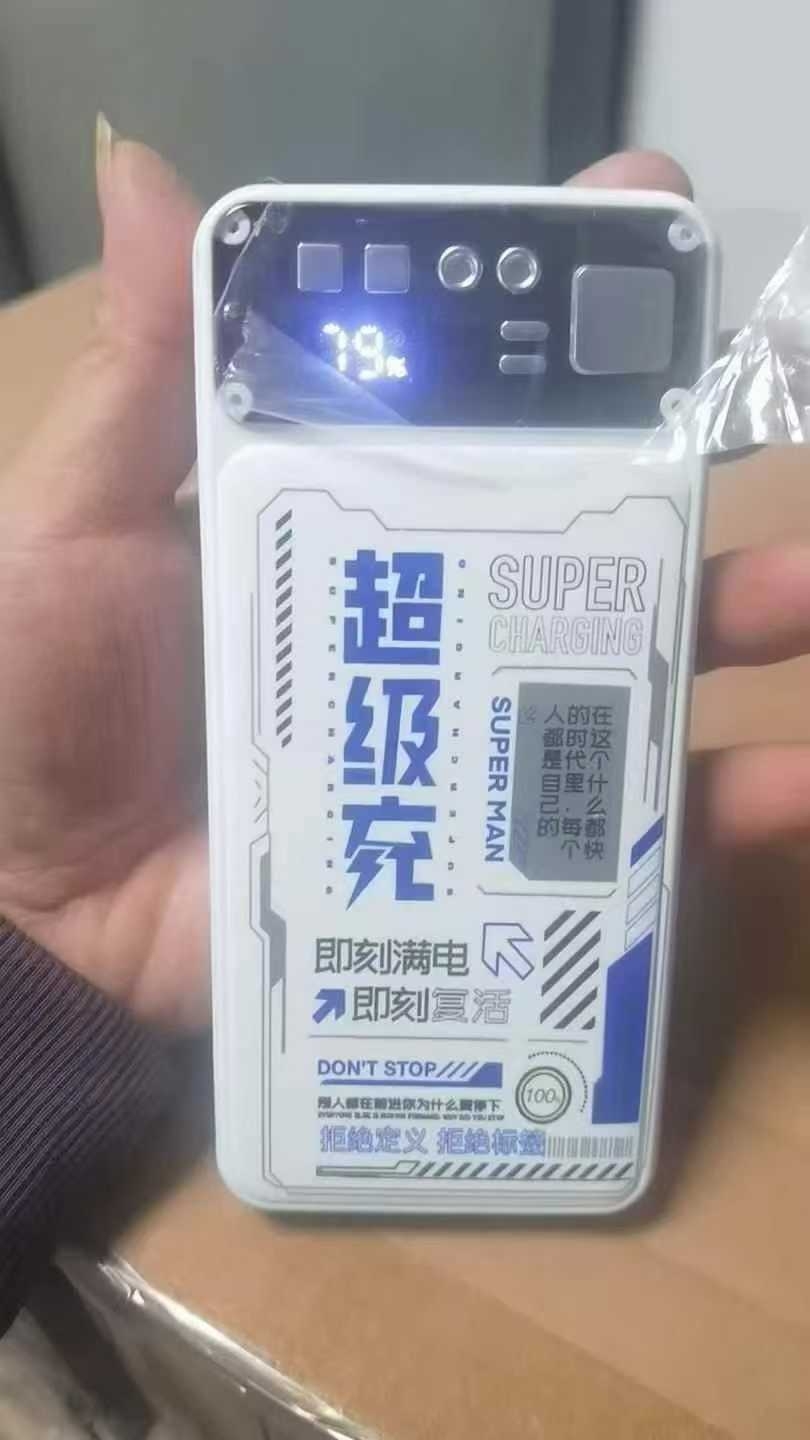 79%
超级充
SUPERCHARGING
SUPER
CHARGING
SUPER MAN
在这个什么都快
的时代里，每个
人都是自己的
即刻满电
即刻复活
DON'T STOP
100%
别人都在前进你为什么要停下
拒绝定义 拒绝标签